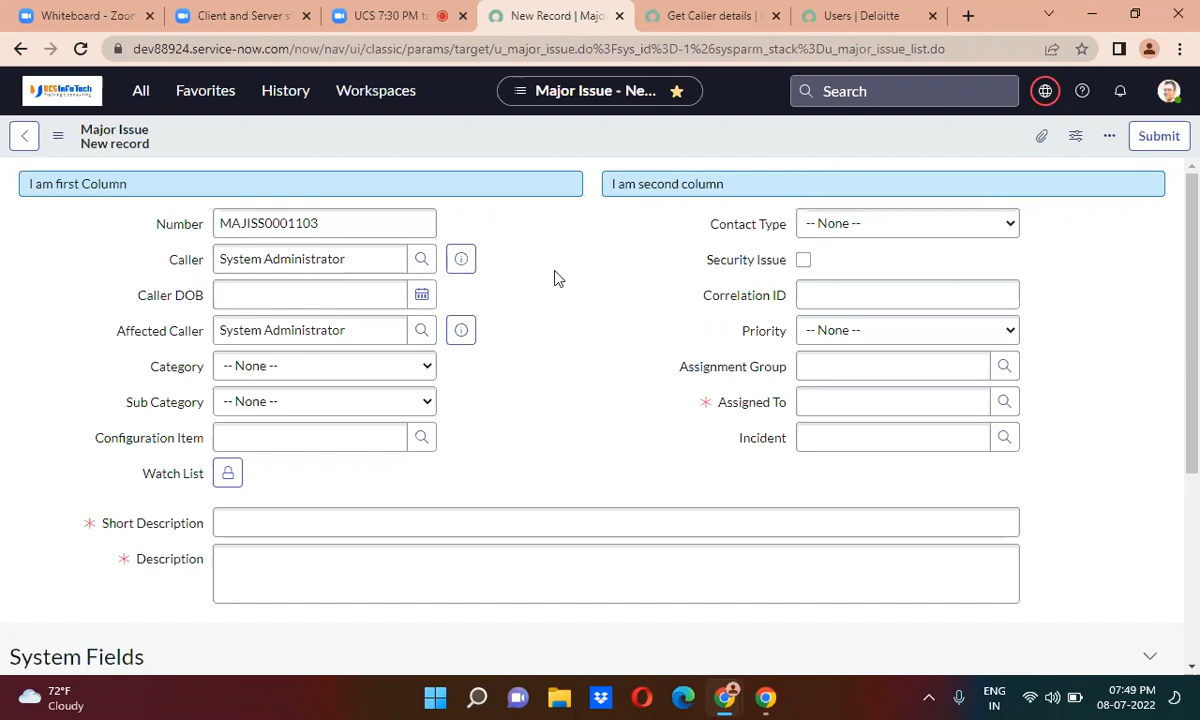 Whiteboard - Zoom
Client and Server s
UCS 7:30 PM to
New Record | Majo
Get Caller details |
Users | Deloitte
dev88924.service-now.com/now/nav/ui/classic/params/target/u_major_issue.do%3Fsys_id%3D-1%26sysparm_stack%3Du_major_issue_list.do
UCSInfoTech
All
Favorites
History
Workspaces
Major Issue - Ne...
Search
Major Issue
New record
Submit
I am first Column
I am second column
Number
MAJISS0001103
Contact Type
-- None --
Caller
System Administrator
Security Issue
Caller DOB
Correlation ID
Affected Caller
System Administrator
Priority
-- None --
Category
-- None --
Assignment Group
Sub Category
-- None --
* Assigned To
Configuration Item
Incident
Watch List
* Short Description
* Description
System Fields
72°F
Cloudy
ENG
IN
07:49 PM
08-07-2022